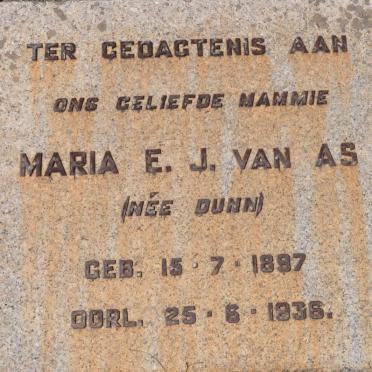 TER GEDAGTENIS AAN
ONS GELIEFDE MAMMIE
MARIA E. J. VAN AS
(NÉE DUNN)
GEB. 15·7·1897
OORL. 25·6·1936.